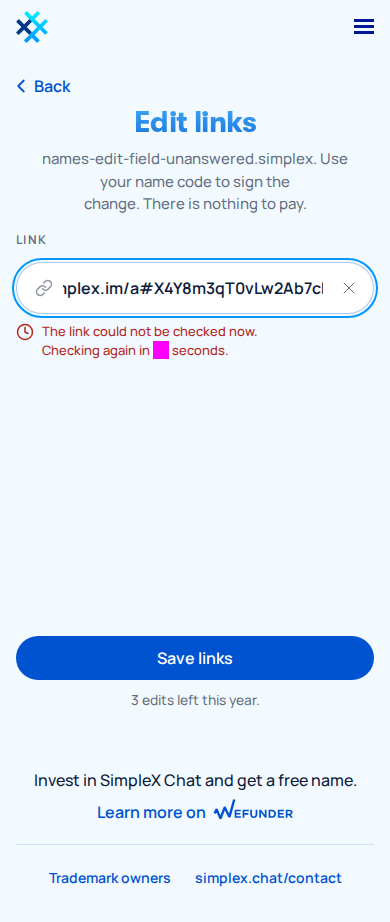 Back
Edit links
names-edit-field-unanswered.simplex. Use
your name code to sign the
change. There is nothing to pay.
LINK
nplex.im/a#X4Y8m3qT0vLw2Ab7cl
The link could not be checked now.
Checking again in seconds.
Save links
3 edits left this year.
Invest in SimpleX Chat and get a free name.
Learn more on WEFUNDER
Trademark owners simplex.chat/contact